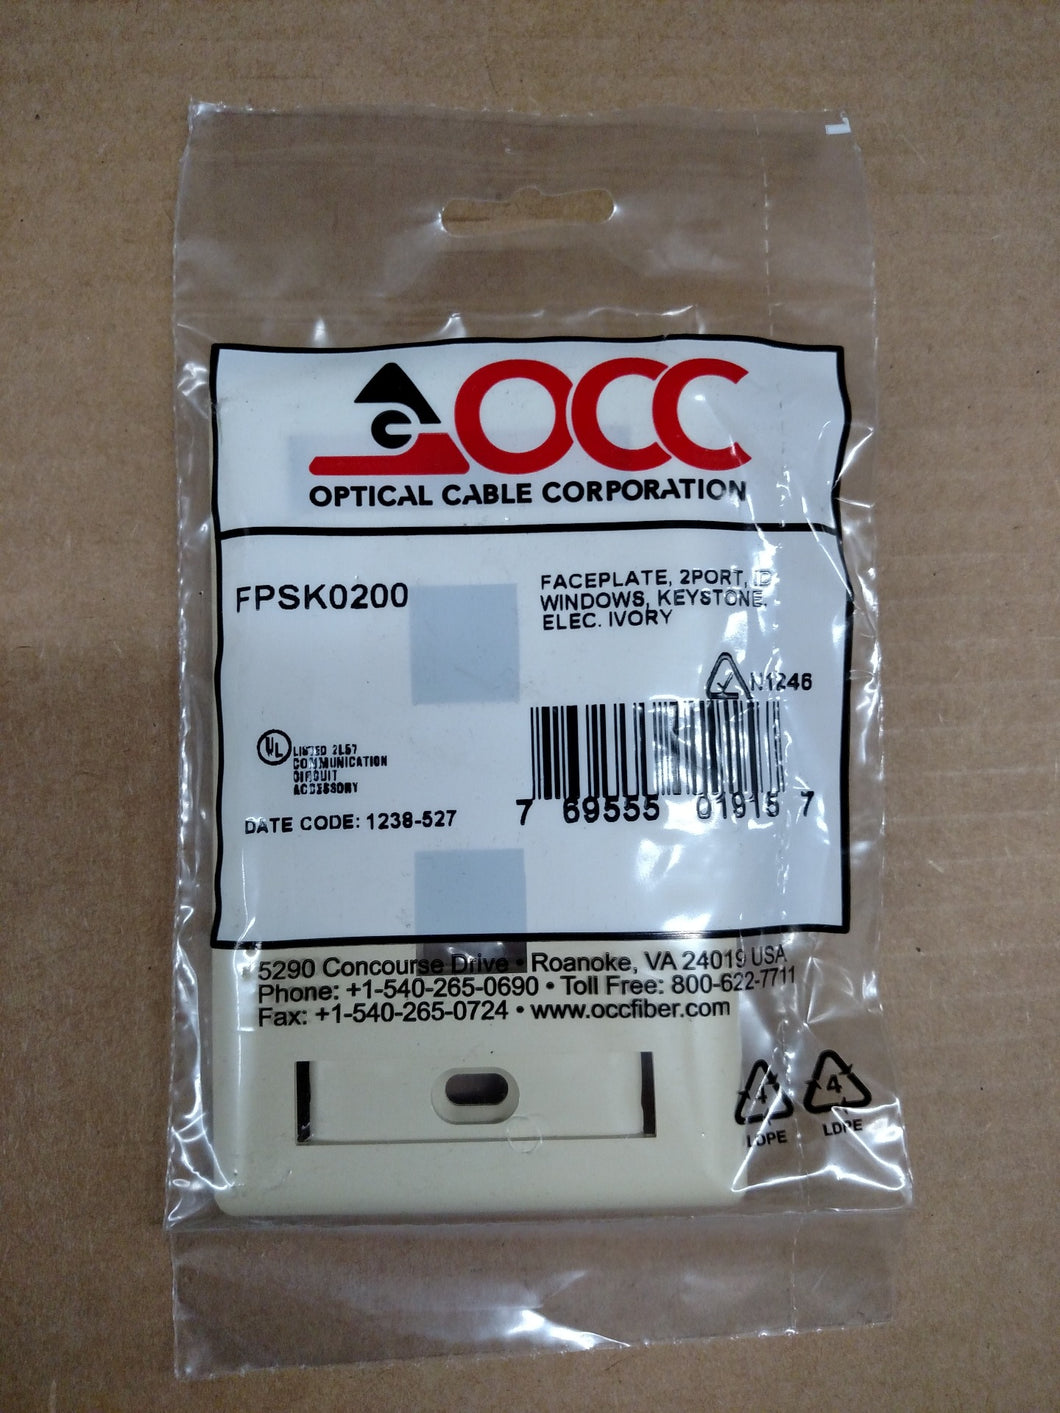 OCC
OPTICAL CABLE CORPORATION
FPSK0200
FACEPLATE, 2PORT, ID
WINDOWS, KEYSTONE,
ELEC. IVORY
N1246
UL
LISTED 2L57
COMMUNICATION
CIRCUIT
ACCESSORY
DATE CODE: 1238-527
7 69555 01915 7
5290 Concourse Drive • Roanoke, VA 24019 USA
Phone: +1-540-265-0690 • Toll Free: 800-622-7711
Fax: +1-540-265-0724 • www.occfiber.com
4 4
LDPE LDPE